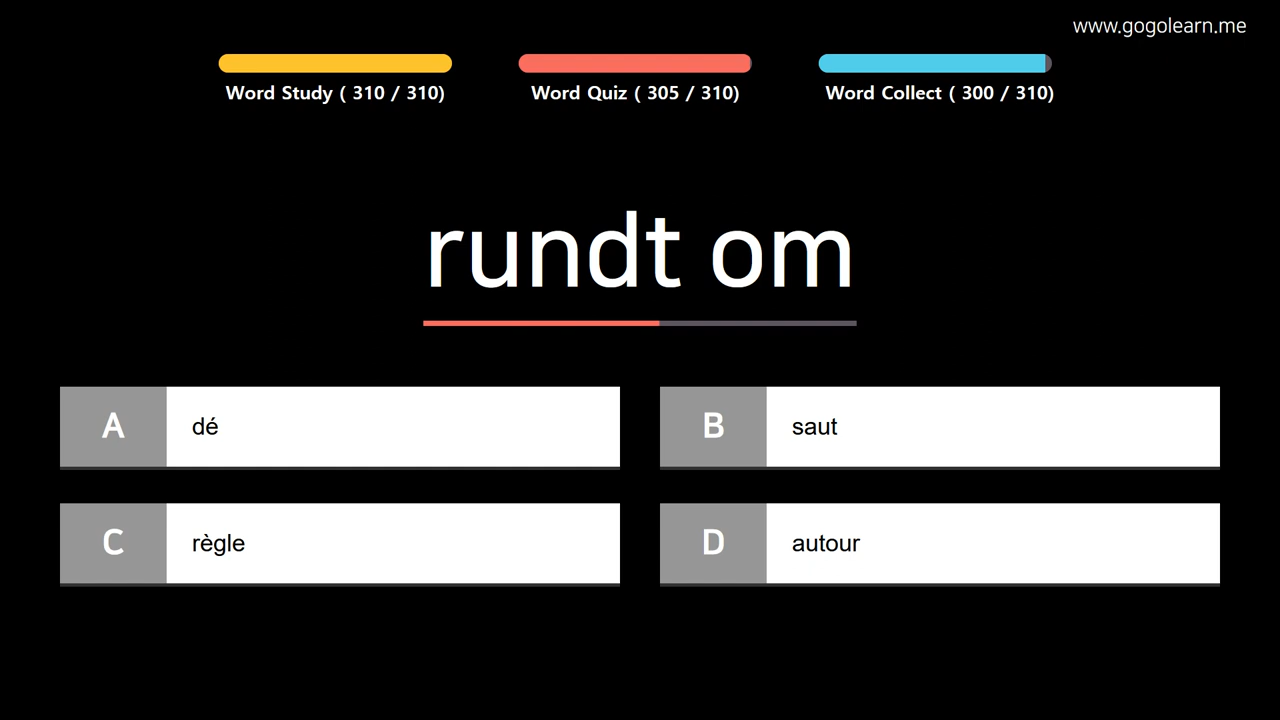 www.gogolearn.me
Word Study ( 310 / 310)
Word Quiz ( 305 / 310)
Word Collect ( 300 / 310)
rundt om
A dé
B saut
C règle
D autour